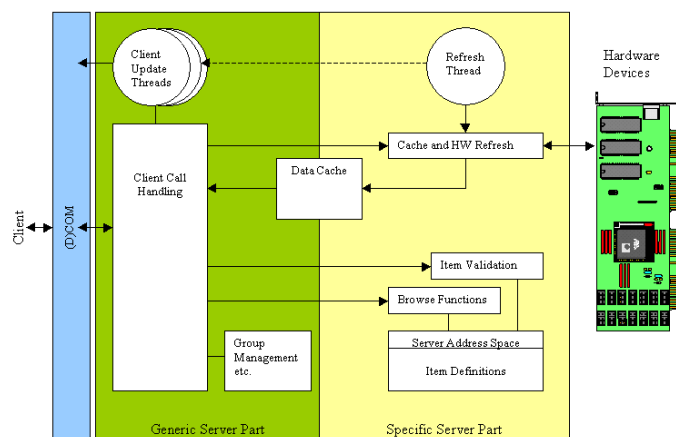 Client
Update
Threads
Refresh
Thread
Hardware
Devices
Cache and HW Refresh
Data Cache
Client Call
Handling
Client
(D)COM
Item Validation
Browse Functions
Group
Management
etc.
Server Address Space
Item Definitions
Generic Server Part
Specific Server Part